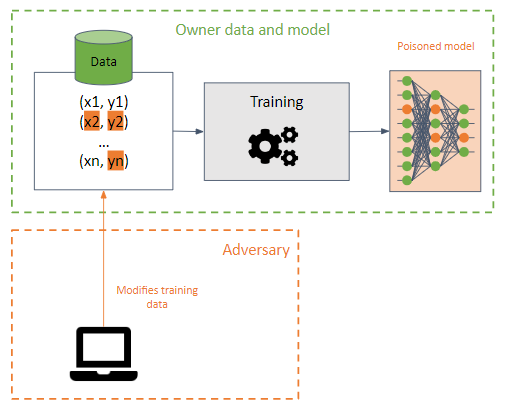 Owner data and model
Poisoned model
Data
(x1, y1)
(x2, y2)
...
(xn, yn)
Training
Adversary
Modifies training
data